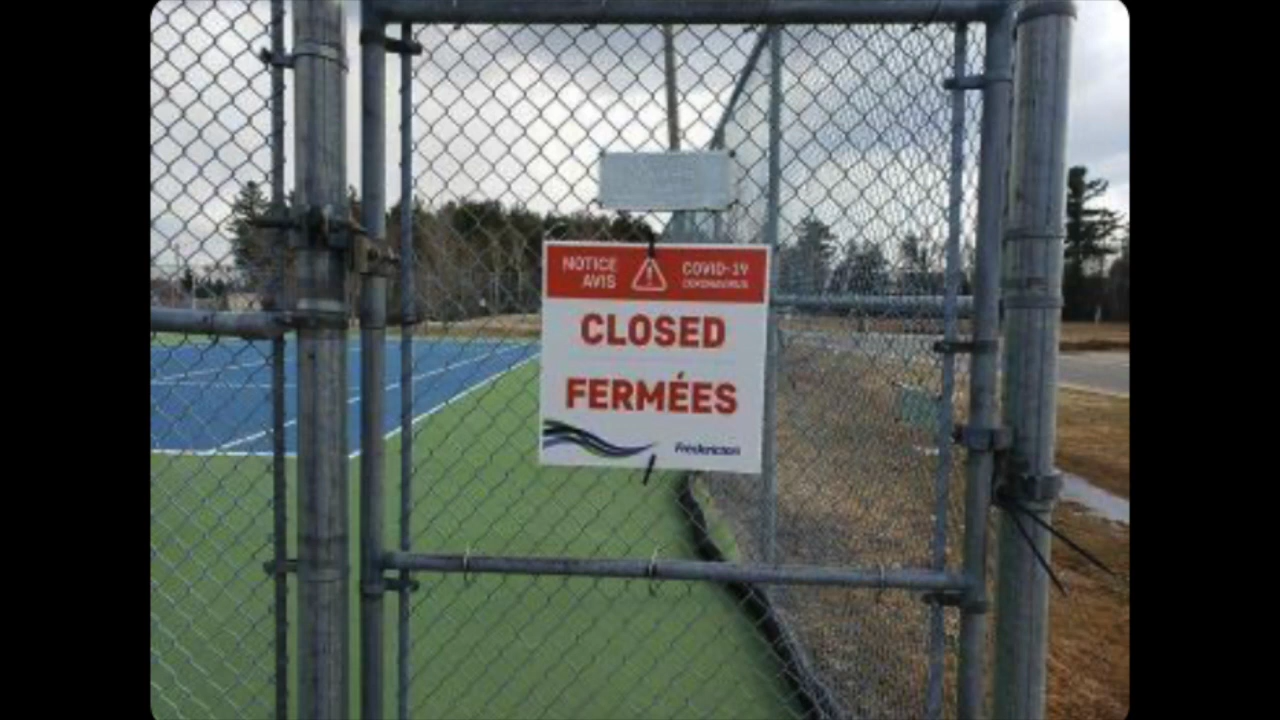 NOTICE
AVIS
COVID-19
CORONAVIRUS
CLOSED
FERMÉES
Fredericton